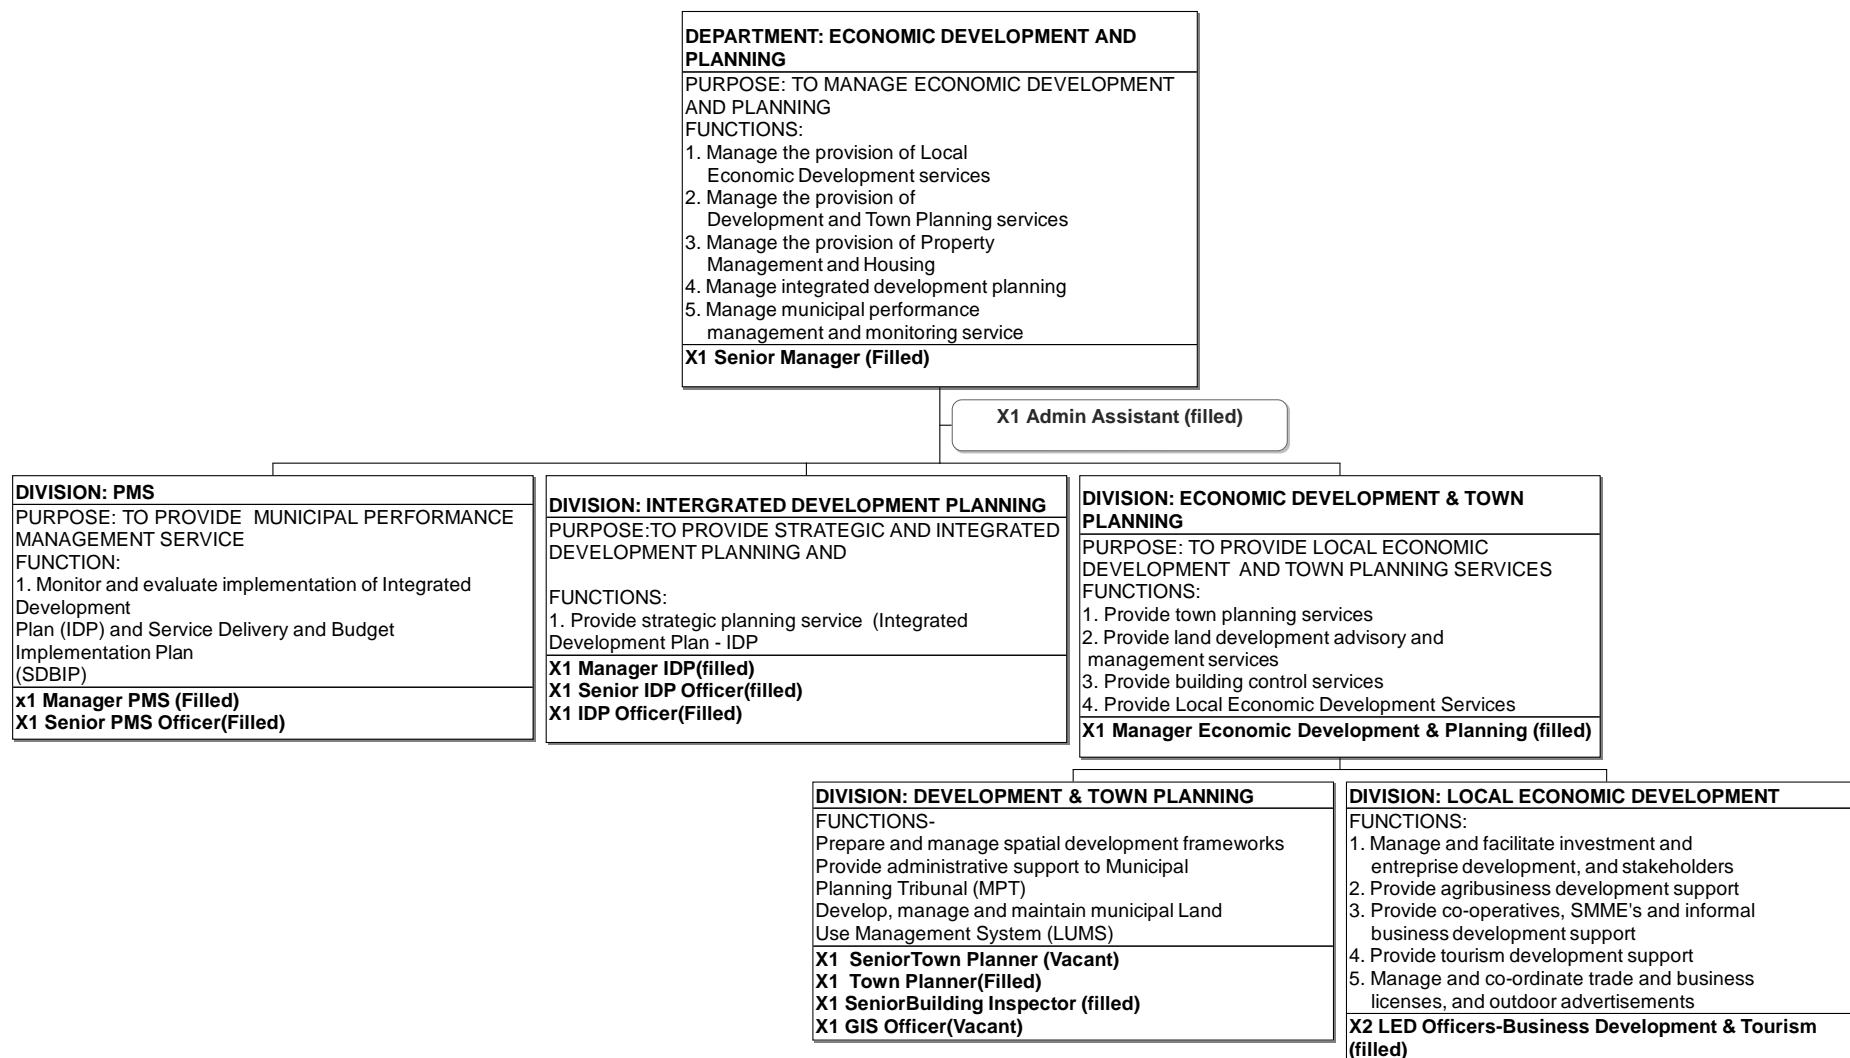 DEPARTMENT: ECONOMIC DEVELOPMENT AND
PLANNING
PURPOSE: TO MANAGE ECONOMIC DEVELOPMENT
AND PLANNING
FUNCTIONS:
1. Manage the provision of Local
Economic Development services
2. Manage the provision of
Development and Town Planning services
3. Manage the provision of Property
Management and Housing
4. Manage integrated development planning
5. Manage municipal performance
management and monitoring service
X1 Senior Manager (Filled)
X1 Admin Assistant (filled)
DIVISION: PMS
PURPOSE: TO PROVIDE MUNICIPAL PERFORMANCE
MANAGEMENT SERVICE
FUNCTION:
1. Monitor and evaluate implementation of Integrated
Development
Plan (IDP) and Service Delivery and Budget
Implementation Plan
(SDBIP)
x1 Manager PMS (Filled)
X1 Senior PMS Officer(Filled)
DIVISION: INTERGRATED DEVELOPMENT PLANNING
PURPOSE:TO PROVIDE STRATEGIC AND INTEGRATED
DEVELOPMENT PLANNING AND
FUNCTIONS:
1. Provide strategic planning service (Integrated
Development Plan - IDP
X1 Manager IDP(filled)
X1 Senior IDP Officer(filled)
X1 IDP Officer(Filled)
DIVISION: ECONOMIC DEVELOPMENT & TOWN
PLANNING
PURPOSE: TO PROVIDE LOCAL ECONOMIC
DEVELOPMENT AND TOWN PLANNING SERVICES
FUNCTIONS:
1. Provide town planning services
2. Provide land development advisory and
management services
3. Provide building control services
4. Provide Local Economic Development Services
X1 Manager Economic Development & Planning (filled)
DIVISION: DEVELOPMENT & TOWN PLANNING
FUNCTIONS-
Prepare and manage spatial development frameworks
Provide administrative support to Municipal
Planning Tribunal (MPT)
Develop, manage and maintain municipal Land
Use Management System (LUMS)
X1 SeniorTown Planner (Vacant)
X1 Town Planner(Filled)
X1 SeniorBuilding Inspector (filled)
X1 GIS Officer(Vacant)
DIVISION: LOCAL ECONOMIC DEVELOPMENT
FUNCTIONS:
1. Manage and facilitate investment and
entreprise development, and stakeholders
2. Provide agribusiness development support
3. Provide co-operatives, SMME's and informal
business development support
4. Provide tourism development support
5. Manage and co-ordinate trade and business
licenses, and outdoor advertisements
X2 LED Officers-Business Development & Tourism
(filled)